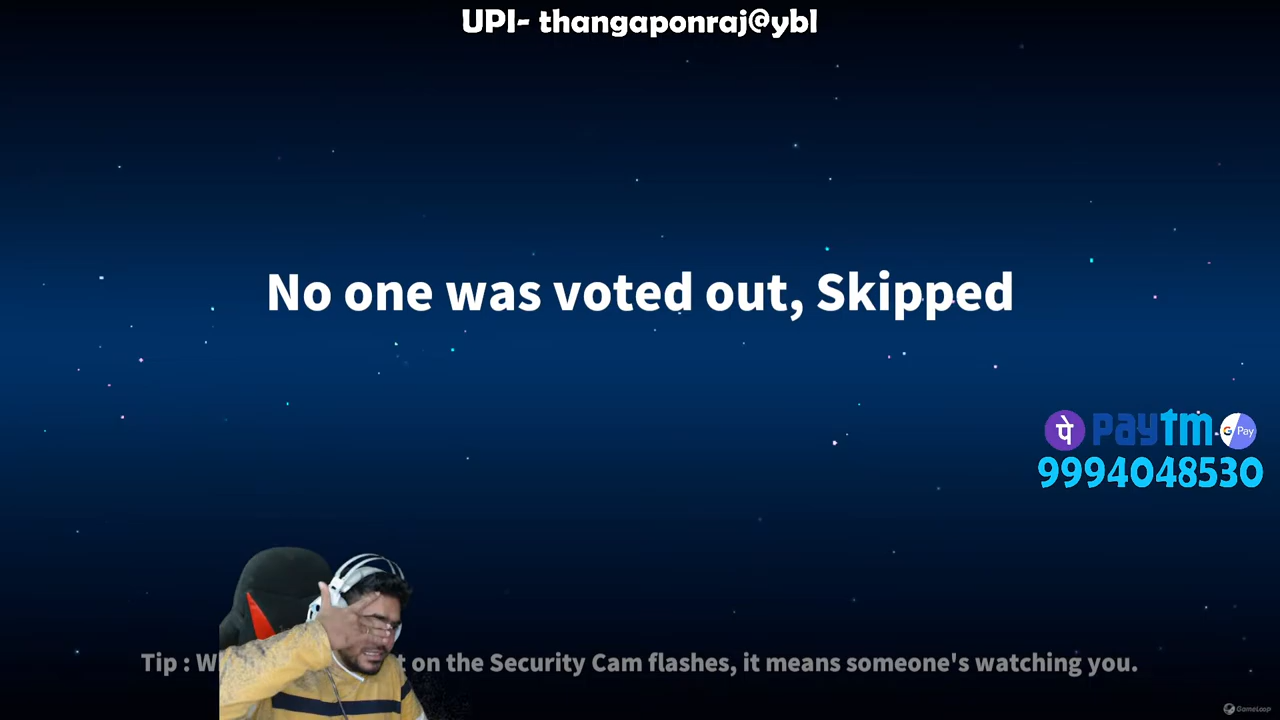 UPI- thangaponraj@ybl
No one was voted out, Skipped
पे paytm G Pay
9994048530
Tip : W t on the Security Cam flashes, it means someone's watching you.
GameLoop